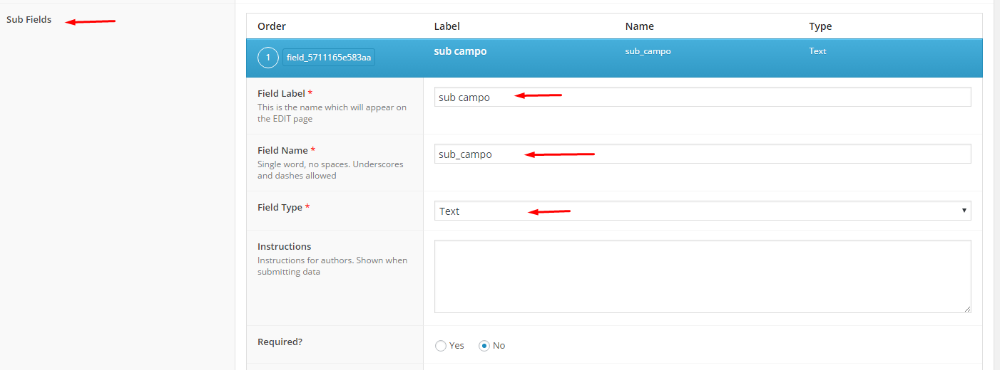 Sub Fields
Order Label Name Type
1 field_5711165e583aa sub campo sub_campo Text
Field Label * sub campo
This is the name which will appear on
the EDIT page
Field Name * sub_campo
Single word, no spaces. Underscores
and dashes allowed
Field Type * Text
Instructions
Instructions for authors. Shown when
submitting data
Required? Yes No